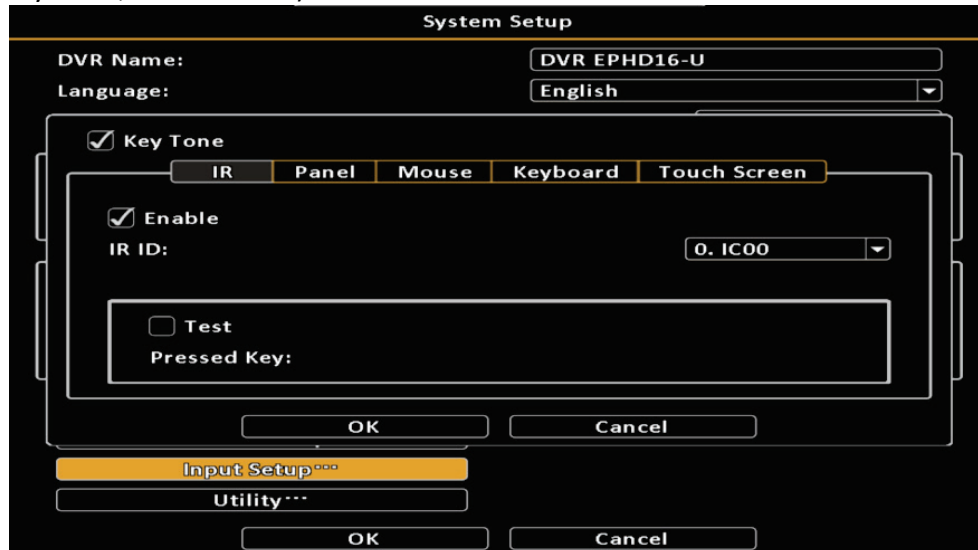 System Setup
DVR Name: DVR EPHD16-U
Language: English
Key Tone
IR Panel Mouse Keyboard Touch Screen
Enable
IR ID: 0. IC00
Test
Pressed Key:
OK Cancel
Input Setup...
Utility...
OK Cancel